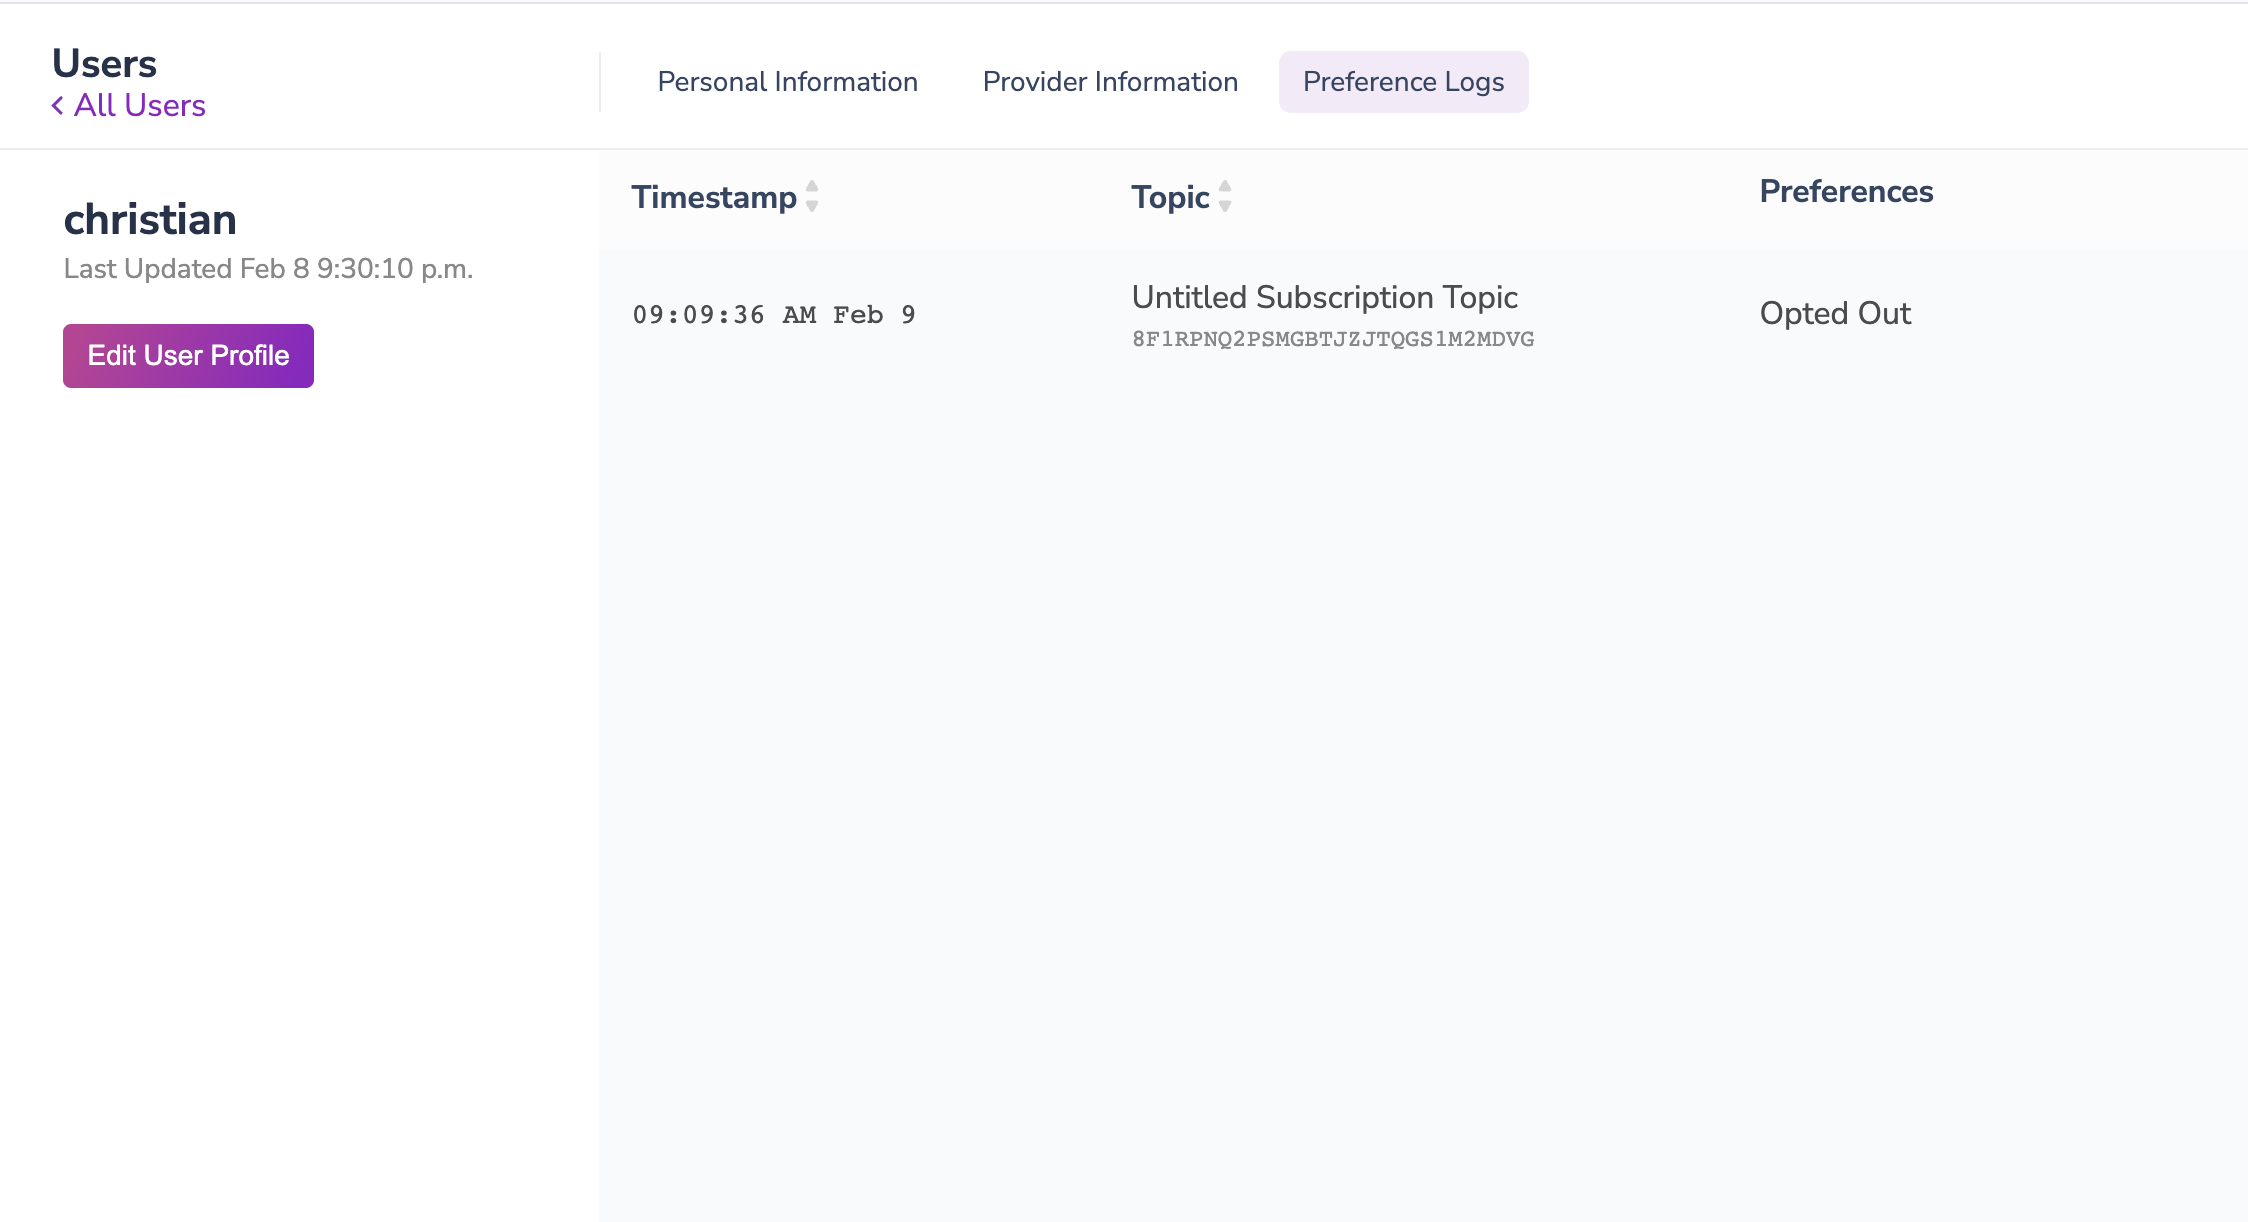 Users
All Users
Personal Information
Provider Information
Preference Logs
christian
Last Updated Feb 8 9:30:10 p.m.
Edit User Profile
Timestamp
Topic
Preferences
09:09:36 AM Feb 9
Untitled Subscription Topic
8F1RPNQ2PSMGBTJZJTQGS1M2MDVG
Opted Out